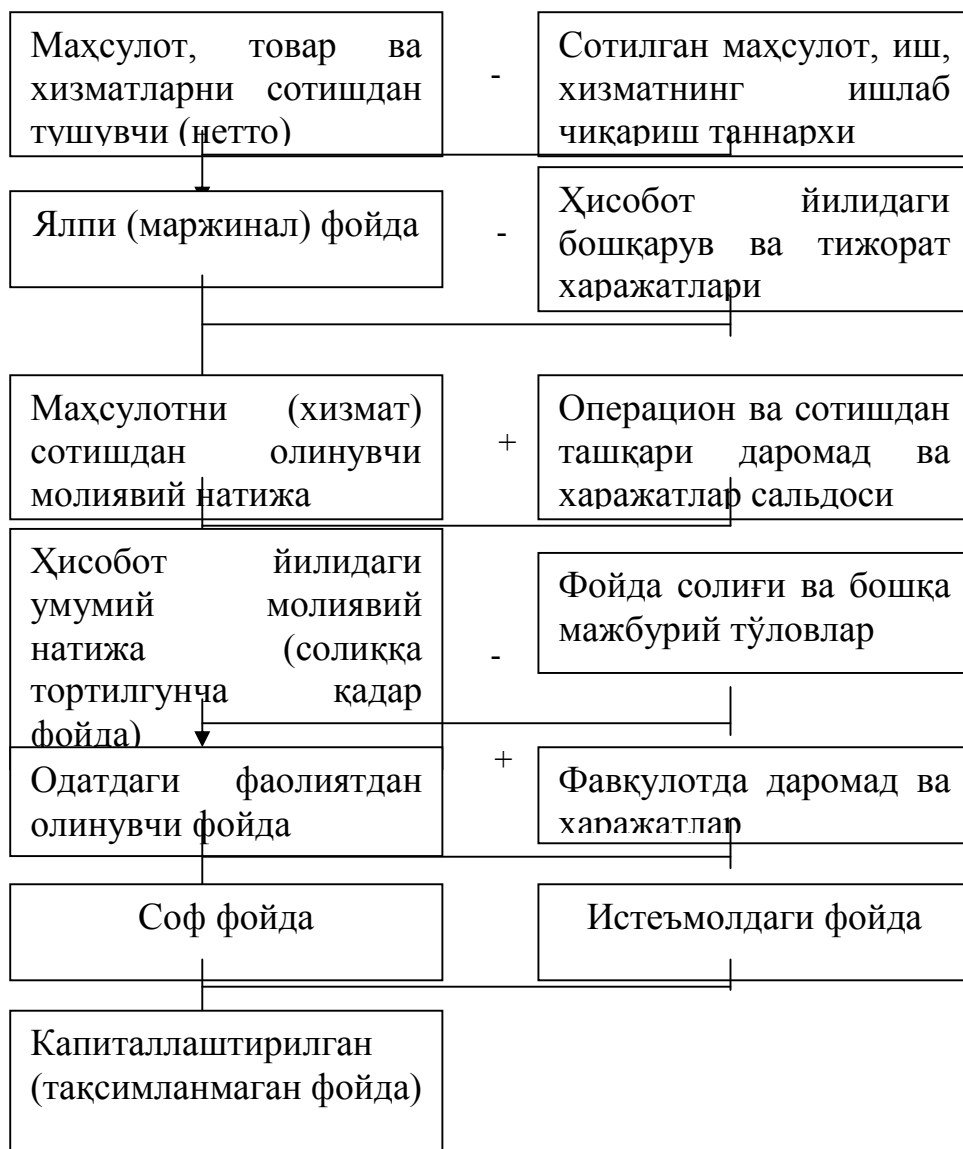 Маҳсулот, товар ва
хизматларни сотишдан
тушувчи (нетто)
-
Сотилган маҳсулот, иш,
хизматнинг ишлаб
чиқариш таннархи
Ялпи (маржинал) фойда
-
Ҳисобот йилидаги
бошқарув ва тижорат
харажатлари
Маҳсулотни (хизмат)
сотишдан олинувчи
молиявий натижа
+
Операцион ва сотишдан
ташқари даромад ва
харажатлар сальдоси
Ҳисобот йилидаги
умумий молиявий
натижа (солиққа
тортилгунча қадар
фойда)
-
Фойда солиғи ва бошқа
мажбурий тўловлар
Одатдаги фаолиятдан
олинувчи фойда
+
Фавқулотда даромад ва
харажатлар
Соф фойда
Истеъмолдаги фойда
Капиталлаштирилган
(тақсимланмаган фойда)